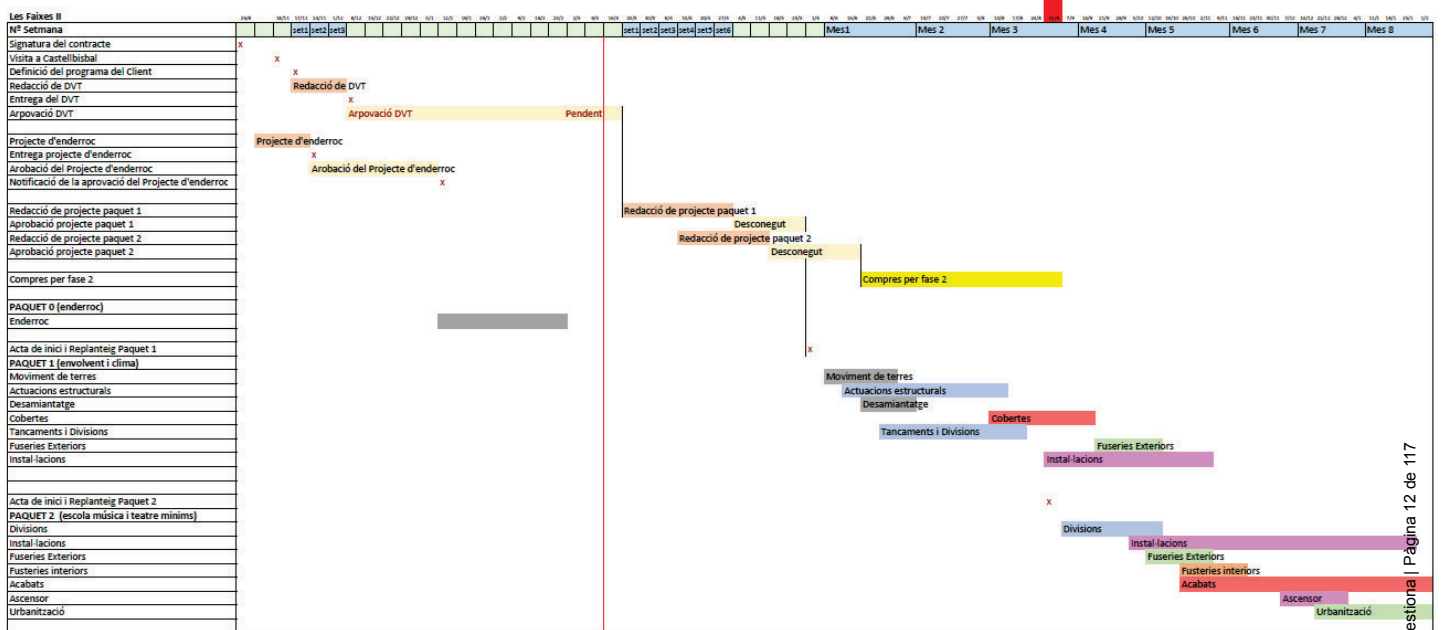 Les Faixes II
Nº Setmana set1 set2 set3 set1 set2 set3 set4 set5 set6 Mes1 Mes 2 Mes 3 Mes 4 Mes 5 Mes 6 Mes 7 Mes 8
Signatura del contracte x
Visita a Castellbisbal x
Definició del programa del Client x
Redacció de DVT Redacció de DVT
Entrega del DVT x
Arpovació DVT Arpovació DVT Pendent
Projecte d'enderroc Projecte d'enderroc
Entrega projecte d'enderroc x
Arobació del Projecte d'enderroc Arobació del Projecte d'enderroc
Notificació de la aprovació del Projecte d'enderroc x
Redacció de projecte paquet 1 Redacció de projecte paquet 1
Aprobació projecte paquet 1 Desconegut
Redacció de projecte paquet 2 Redacció de projecte paquet 2
Aprobació projecte paquet 2 Desconegut
Compres per fase 2 Compres per fase 2
PAQUET 0 (enderroc)
Enderroc
Acta de inici i Replanteig Paquet 1 x
PAQUET 1 (envolvent i clima)
Moviment de terres Moviment de terres
Actuacions estructurals Actuacions estructurals
Desamiantatge Desamiantatge
Cobertes Cobertes
Tancaments i Divisions Tancaments i Divisions
Fuseries Exteriors Fuseries Exteriors
Instal·lacions Instal·lacions
Acta de inici i Replanteig Paquet 2 x
PAQUET 2 (escola música i teatre minims)
Divisions Divisions
Instal·lacions Instal·lacions
Fuseries Exteriors Fuseries Exteriors
Fusteries interiors Fusteries interiors
Acabats Acabats
Ascensor Ascensor
Urbanització Urbanització
estiona | Pàgina 12 de 117